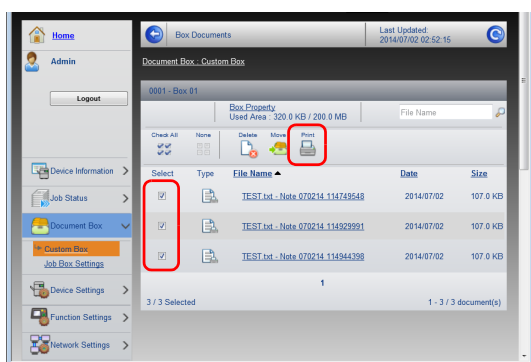 Home
Admin
Logout
Device Information
Job Status
Document Box
Custom Box
Job Box Settings
Device Settings
Function Settings
Network Settings
Box Documents
Last Updated:
2014/07/02 02:52:15
Document Box : Custom Box
0001 - Box 01
Box Property
Used Area : 320.0 KB / 200.0 MB
File Name
Check All None Delete Move Print
Select Type File Name Date Size
TEST.txt - Note 070214 114749548 2014/07/02 107.0 KB
TEST.txt - Note 070214 114929991 2014/07/02 107.0 KB
TEST.txt - Note 070214 114944398 2014/07/02 107.0 KB
1
3 / 3 Selected 1 - 3 / 3 document(s)